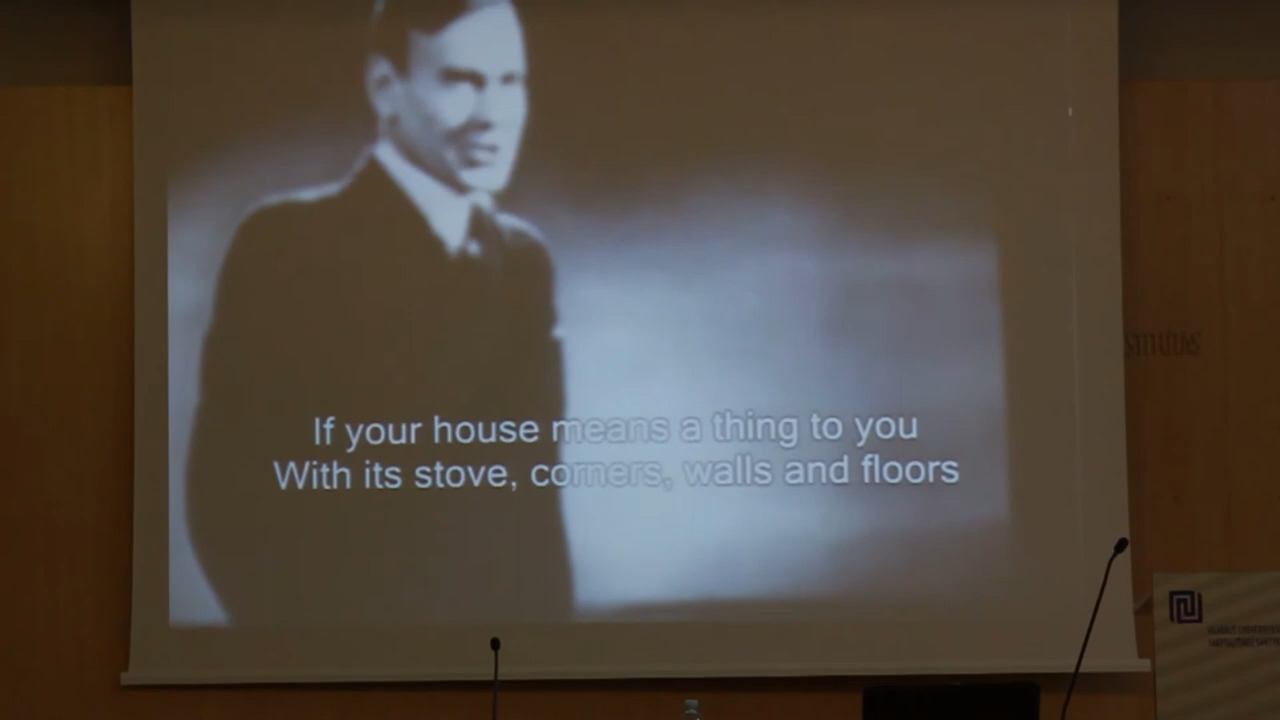 If your house means a thing to you
With its stove, corners, walls and floors